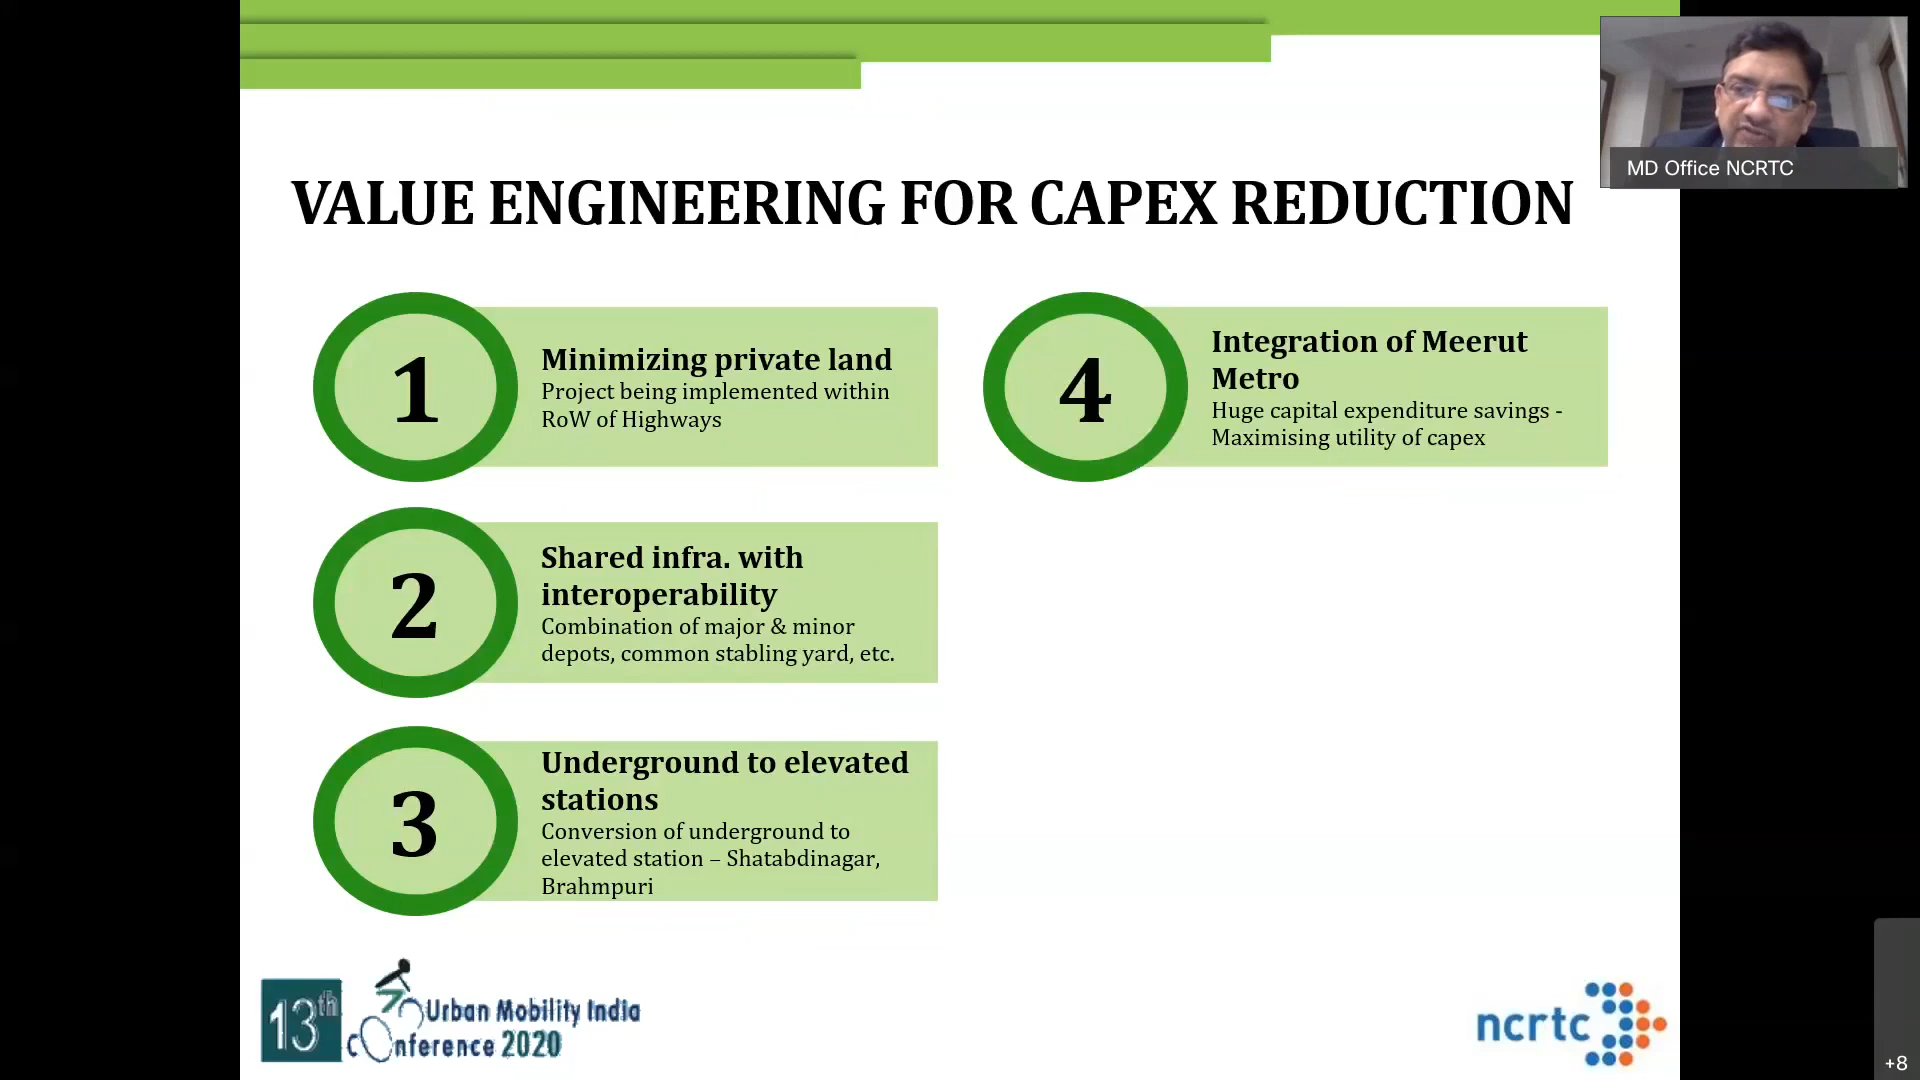 VALUE ENGINEERING FOR CAPEX REDUCTION
MD Office NCRTC
1
Minimizing private land
Project being implemented within
RoW of Highways
2
Shared infra. with
interoperability
Combination of major & minor
depots, common stabling yard, etc.
3
Underground to elevated
stations
Conversion of underground to
elevated station – Shatabdinagar,
Brahmpuri
4
Integration of Meerut
Metro
Huge capital expenditure savings -
Maximising utility of capex
13th
Urban Mobility India
Conference 2020
ncrtc
+8